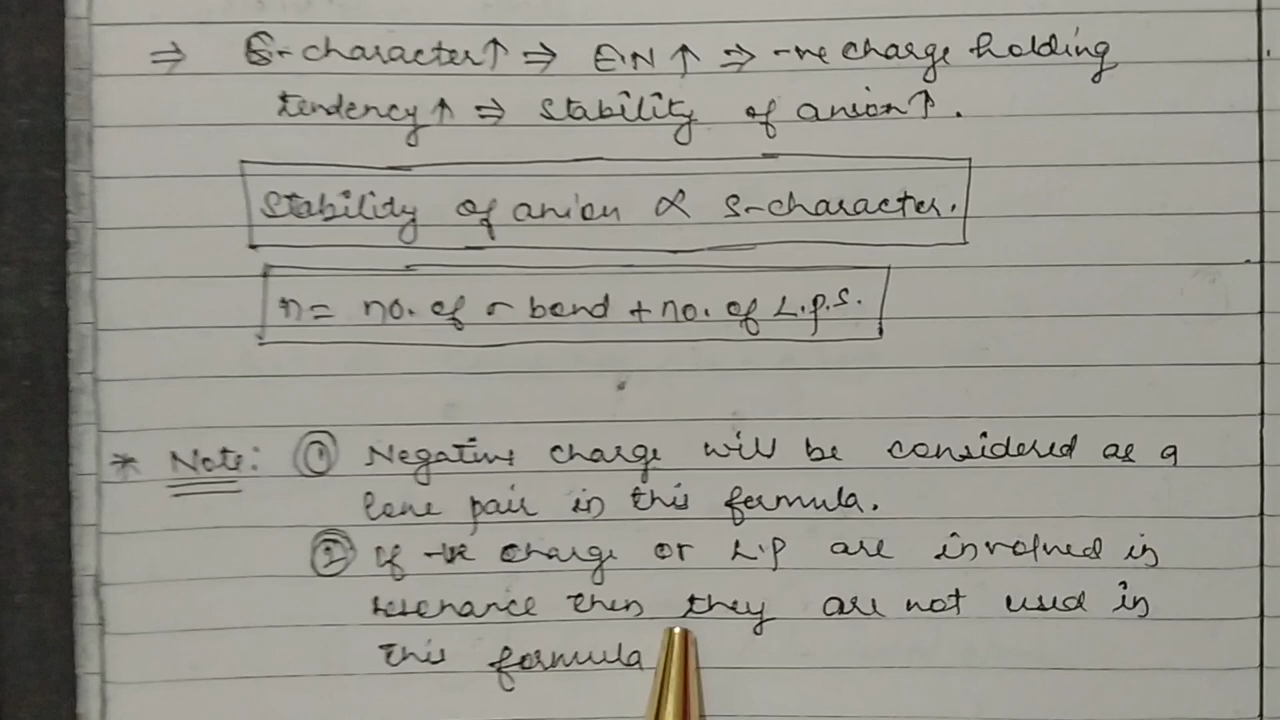 ⇒ S-character↑ ⇒ EN↑ ⇒ -ve charge holding
tendency↑ ⇒ stability of anion↑.
Stability of anion ∝ s-character.
n = no. of σ bond + no. of L.p.s.
* Note: ① Negative charge will be considered as a
lone pair in this formula.
② if -ve charge or L.P are involved in
resonance then they are not used in
this formula